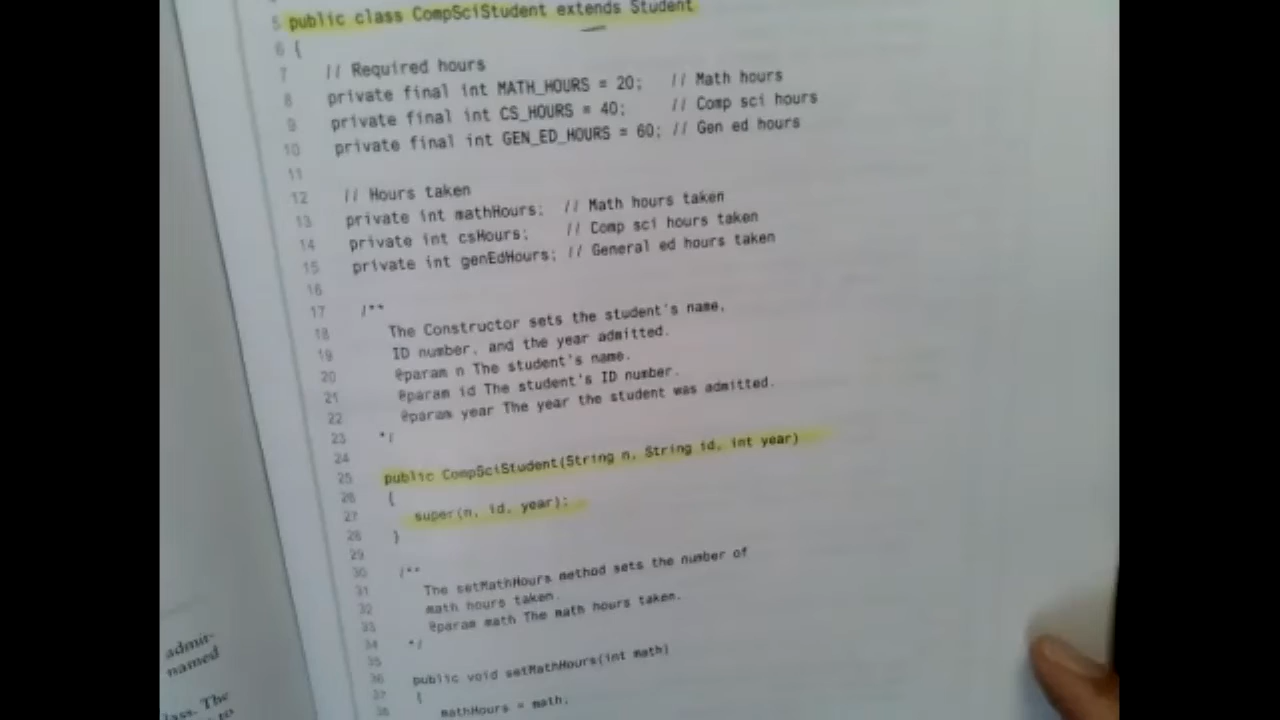 5 public class CompSciStudent extends Student
6 {
7 // Required hours
8 private final int MATH_HOURS = 20; // Math hours
9 private final int CS_HOURS = 40; // Comp sci hours
10 private final int GEN_ED_HOURS = 60; // Gen ed hours
11
12 // Hours taken
13 private int mathHours; // Math hours taken
14 private int csHours; // Comp sci hours taken
15 private int genEdHours; // General ed hours taken
16
17 /**
18 The Constructor sets the student's name,
19 ID number, and the year admitted.
20 @param n The student's name.
21 @param id The student's ID number.
22 @param year The year the student was admitted.
23 */
24
25 public CompSciStudent(String n, String id, int year)
26 {
27 super(n, id, year);
28 }
29
30 /**
31 The setMathHours method sets the number of
32 math hours taken.
33 @param math The math hours taken.
34 */
35
36 public void setMathHours(int math)
37 {
38 mathHours = math;
admit-
named
lass. The
to